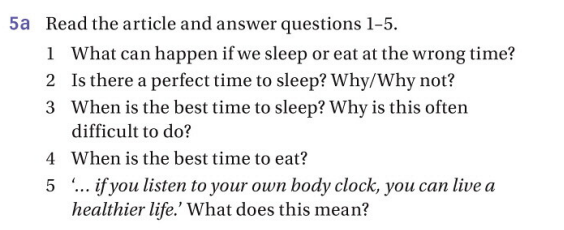 5a Read the article and answer questions 1–5.
1 What can happen if we sleep or eat at the wrong time?
2 Is there a perfect time to sleep? Why/Why not?
3 When is the best time to sleep? Why is this often
difficult to do?
4 When is the best time to eat?
5 ‘... if you listen to your own body clock, you can live a
healthier life.’ What does this mean?